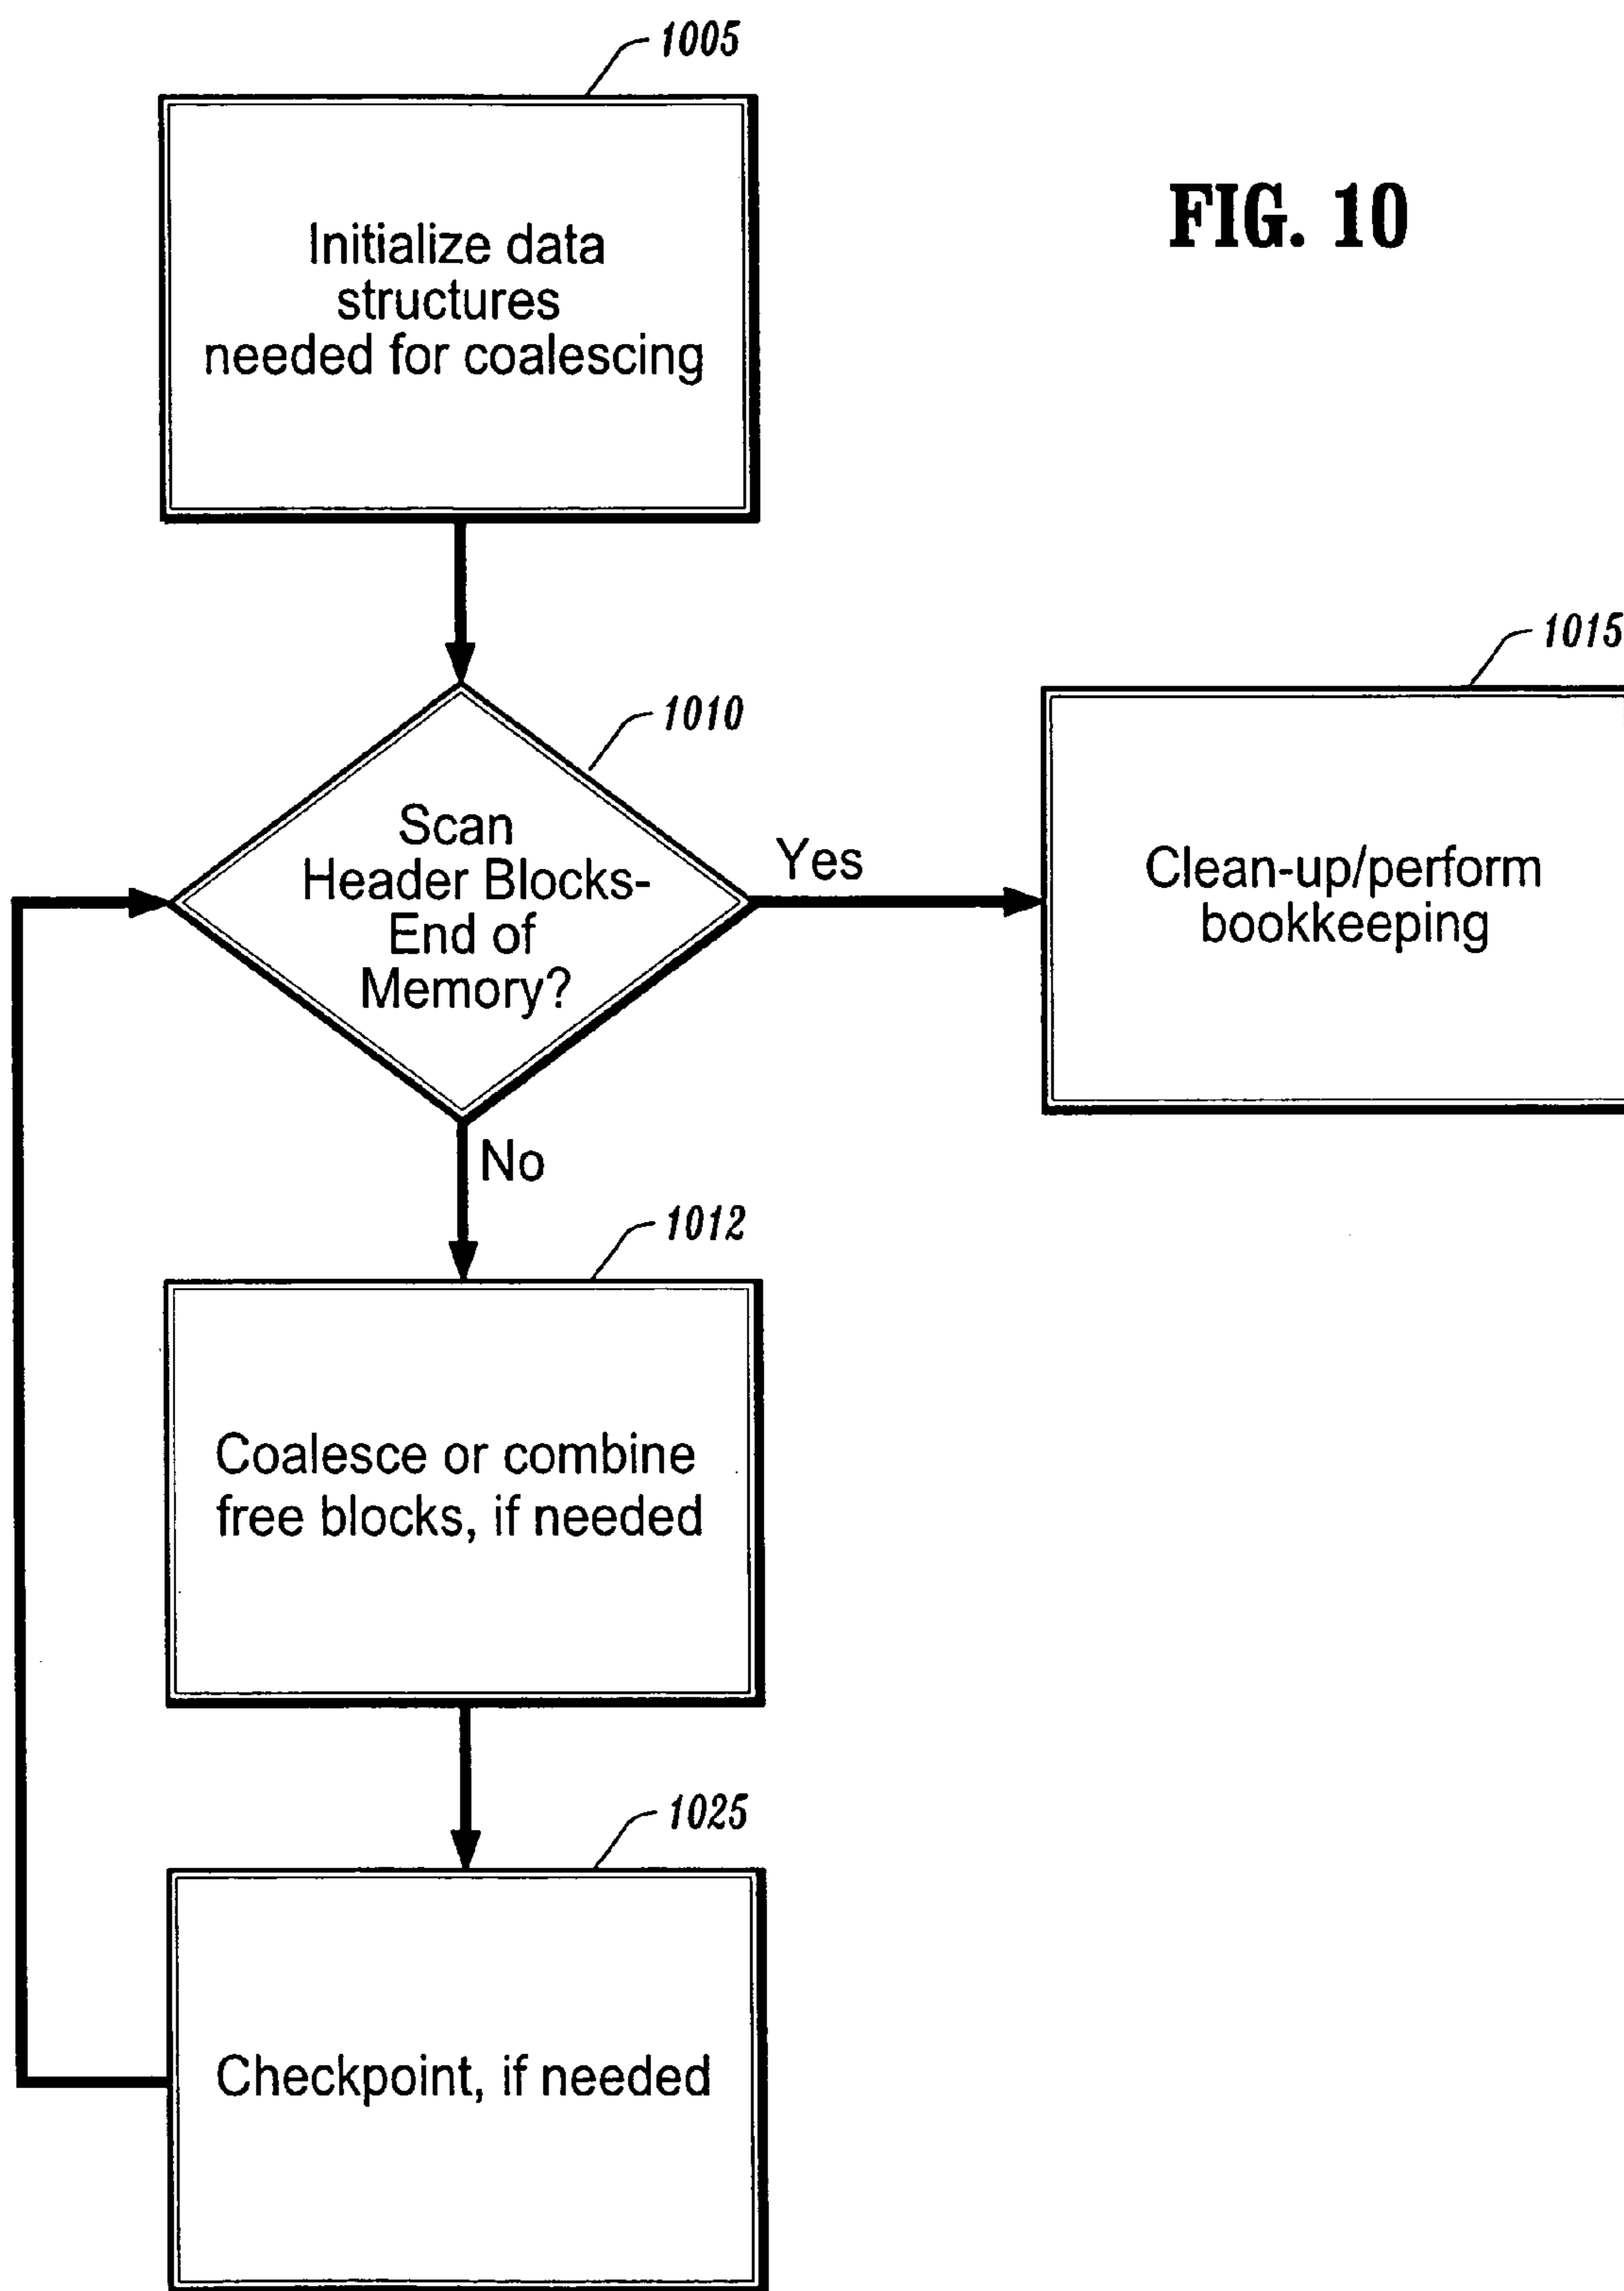 1005
FIG. 10
Initialize data
structures
needed for coalescing
1010
1015
Scan
Header Blocks-
End of
Memory?
Yes
Clean-up/perform
bookkeeping
No
1012
Coalesce or combine
free blocks, if needed
1025
Checkpoint, if needed